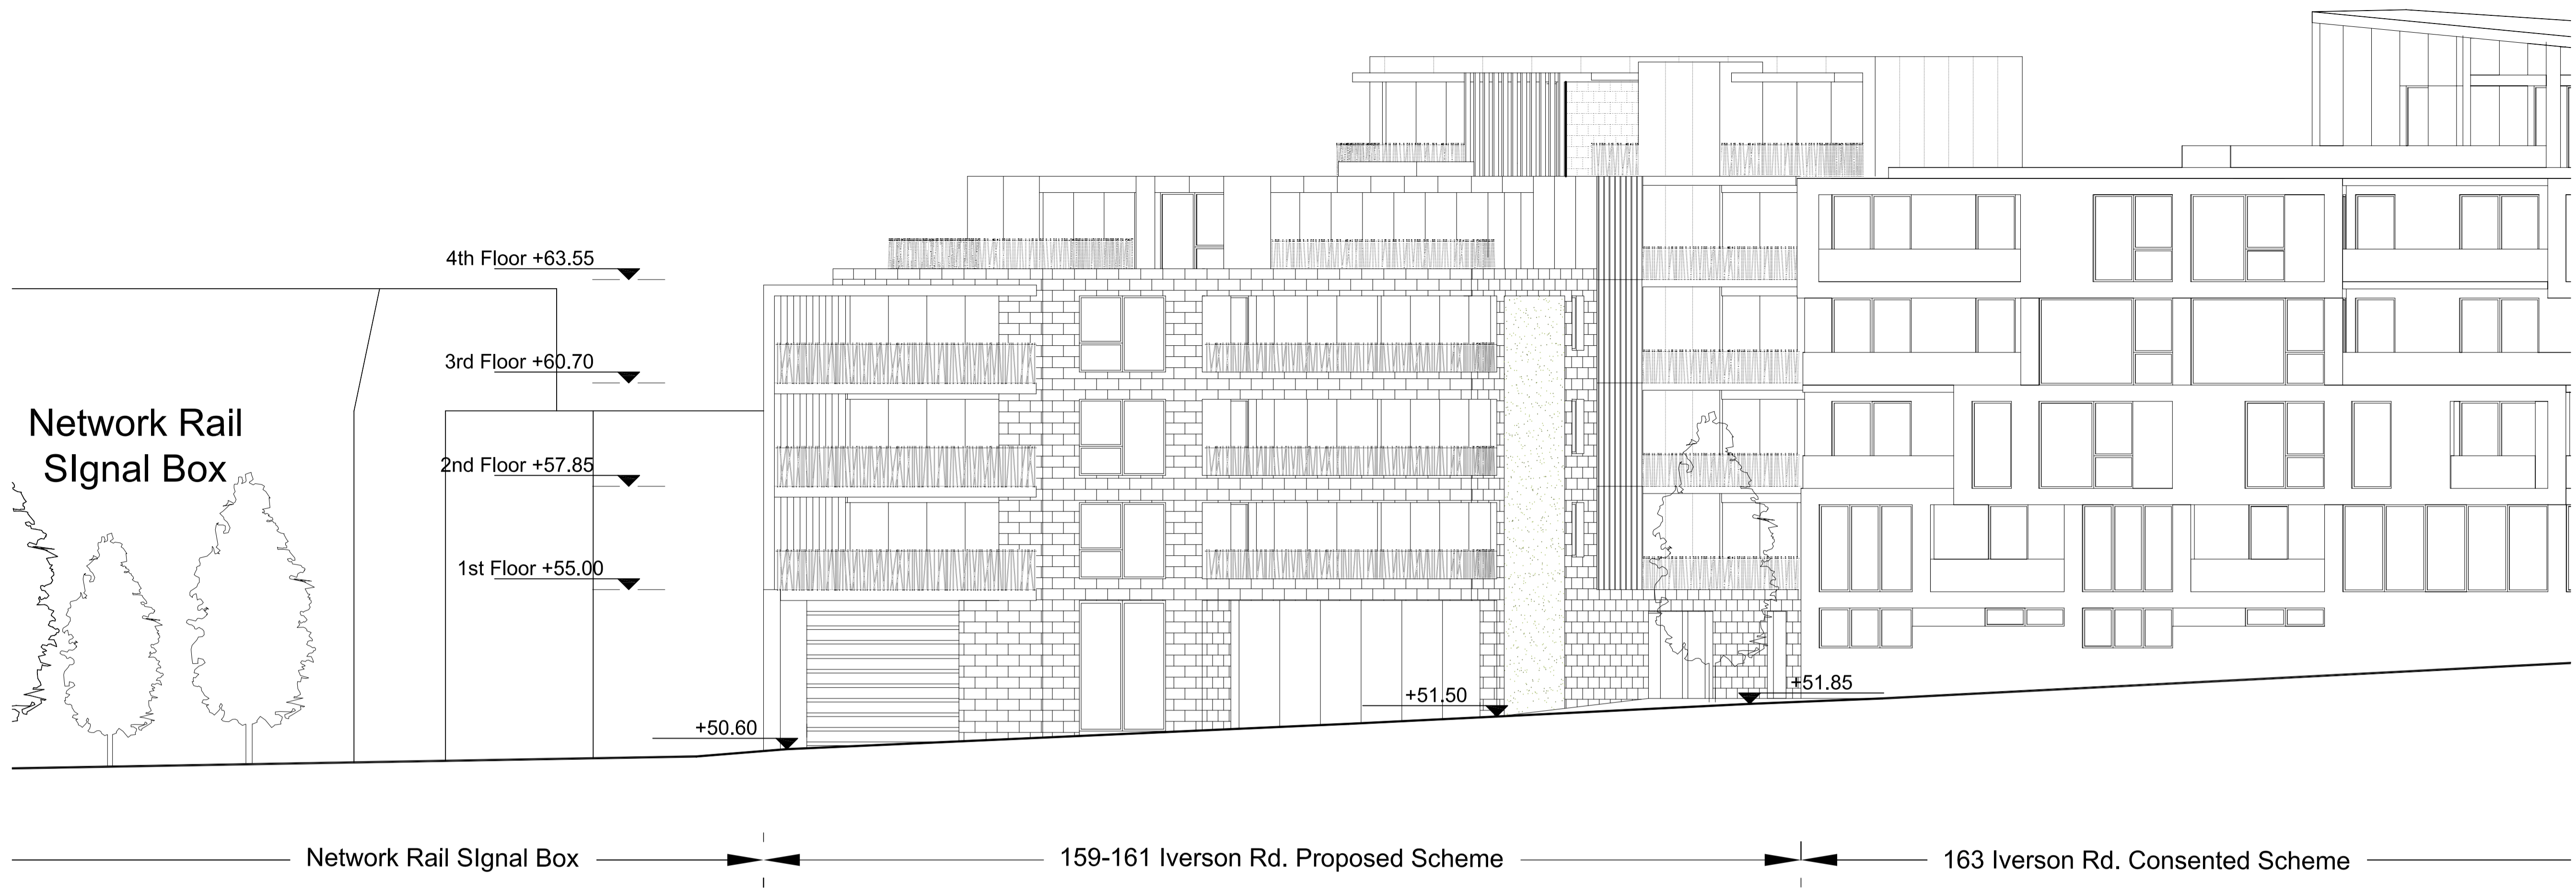 4th Floor +63.55
3rd Floor +60.70
Network Rail
SIgnal Box
2nd Floor +57.85
1st Floor +55.00
+51.85
+51.50
+50.60
Network Rail SIgnal Box
159-161 Iverson Rd. Proposed Scheme
163 Iverson Rd. Consented Scheme